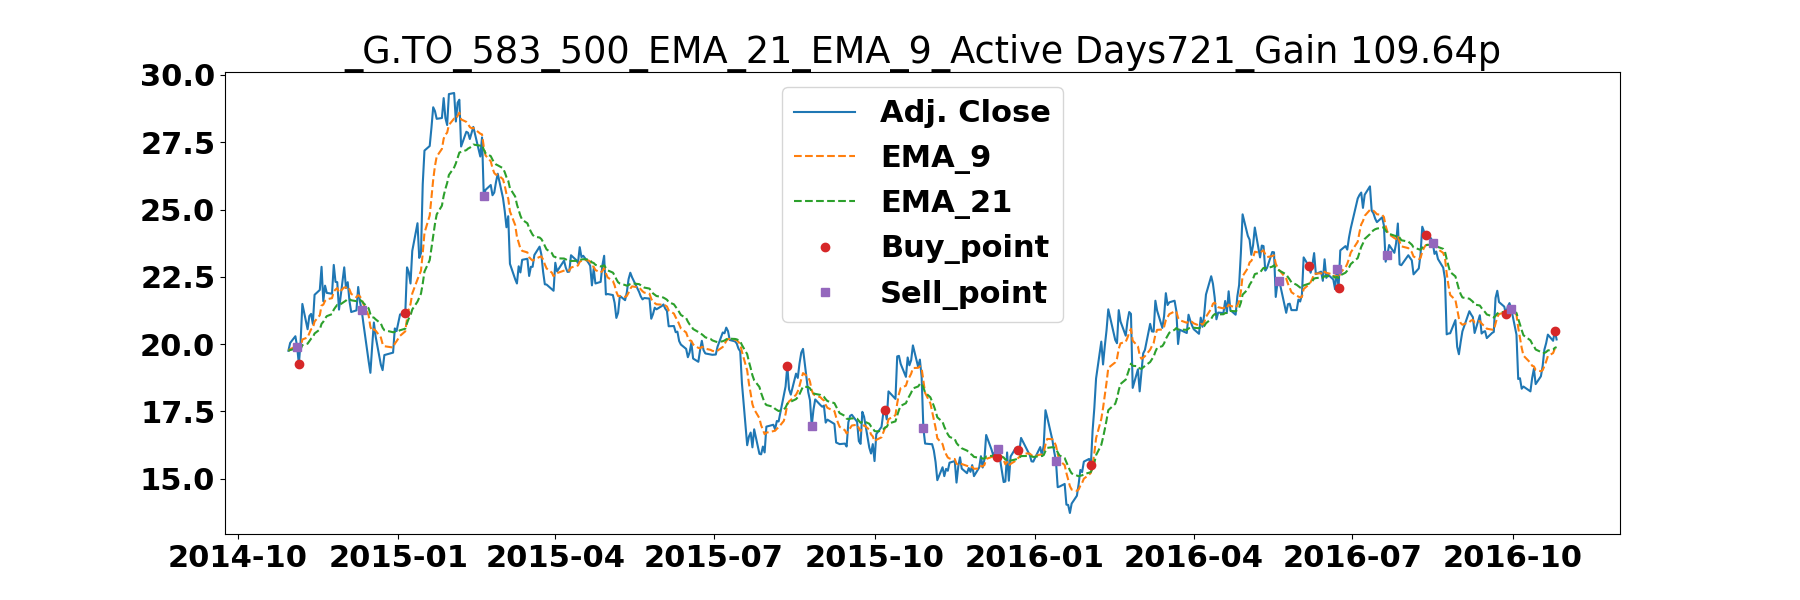 _G.TO_583_500_EMA_21_EMA_9_Active Days721_Gain 109.64p
30.0
27.5
25.0
22.5
20.0
17.5
15.0
Adj. Close
EMA_9
EMA_21
Buy_point
Sell_point
2014-10 2015-01 2015-04 2015-07 2015-10 2016-01 2016-04 2016-07 2016-10